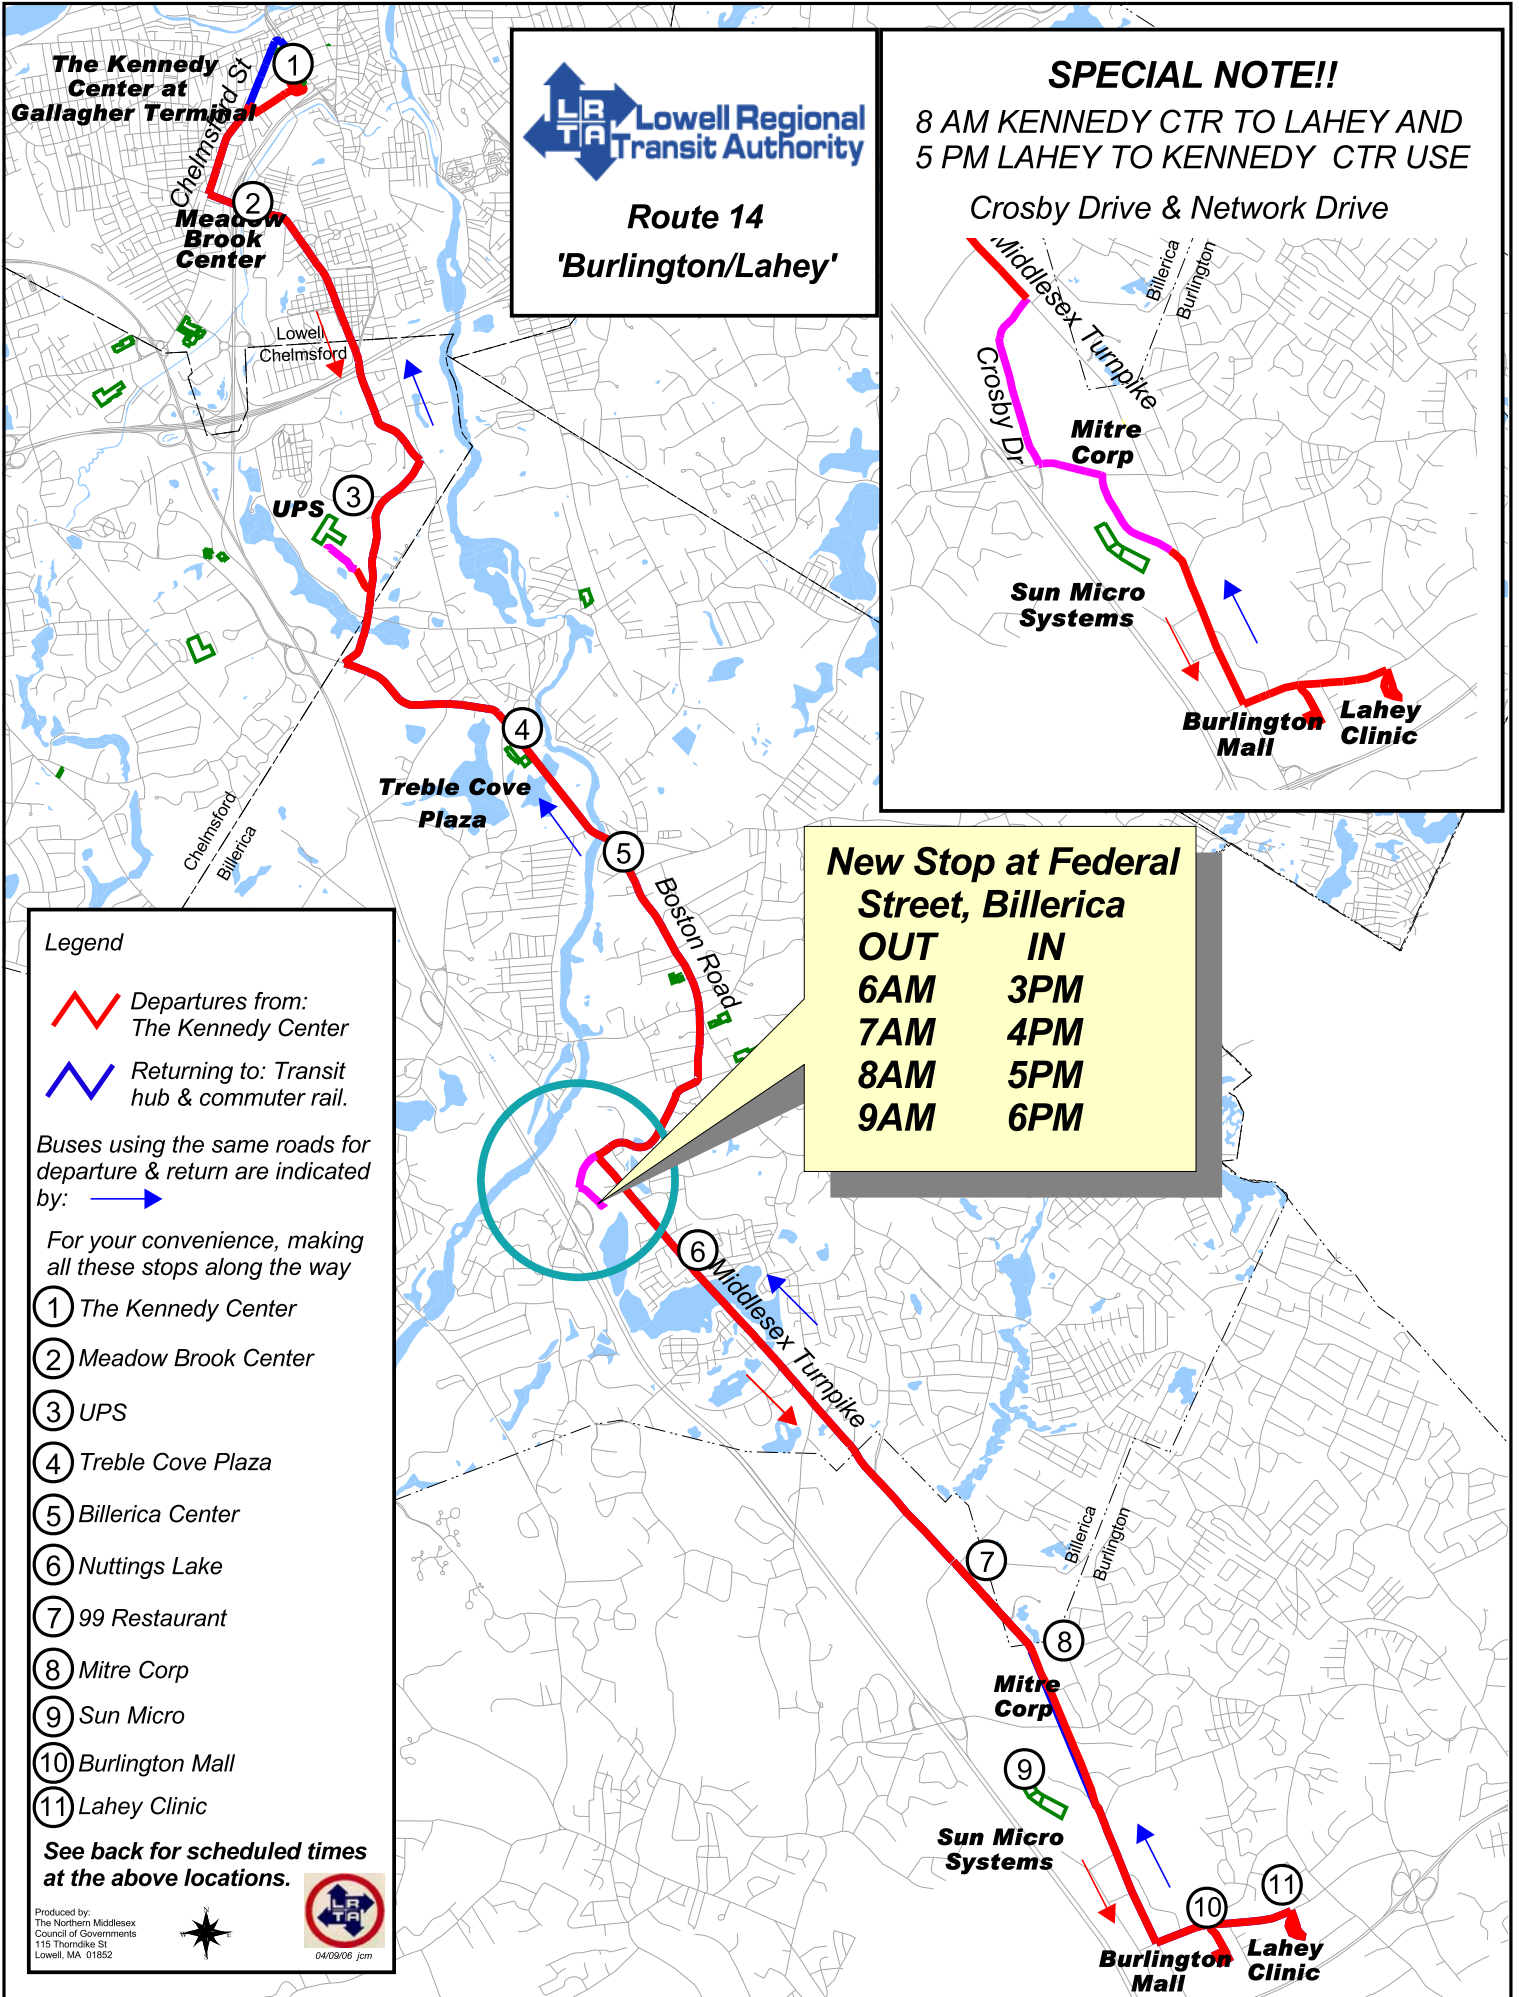 The Kennedy
Center at
Gallagher Terminal
Chelmsford St
1
2
Meadow
Brook
Center
Lowell
Chelmsford
3
UPS
4
Treble Cove
Plaza
5
Chelmsford
Billerica
Boston Road
6
Middlesex Turnpike
7
Billerica
Burlington
8
Mitre
Corp
9
Sun Micro
Systems
10
11
Burlington
Mall
Lahey
Clinic
LR
TA
Lowell Regional
Transit Authority
Route 14
'Burlington/Lahey'
SPECIAL NOTE!!
8 AM KENNEDY CTR TO LAHEY AND
5 PM LAHEY TO KENNEDY CTR USE
Crosby Drive & Network Drive
Middlesex Turnpike
Billerica
Burlington
Crosby Dr
Mitre
Corp
Sun Micro
Systems
Burlington
Mall
Lahey
Clinic
New Stop at Federal
Street, Billerica
OUT IN
6AM 3PM
7AM 4PM
8AM 5PM
9AM 6PM
Legend
Departures from:
The Kennedy Center
Returning to: Transit
hub & commuter rail.
Buses using the same roads for
departure & return are indicated
by:
For your convenience, making
all these stops along the way
1 The Kennedy Center
2 Meadow Brook Center
3 UPS
4 Treble Cove Plaza
5 Billerica Center
6 Nuttings Lake
7 99 Restaurant
8 Mitre Corp
9 Sun Micro
10 Burlington Mall
11 Lahey Clinic
See back for scheduled times
at the above locations.
Produced by:
The Northern Middlesex
Council of Governments
115 Thorndike St
Lowell, MA 01852
N
W E
S
LR
TA
04/09/06 jcm